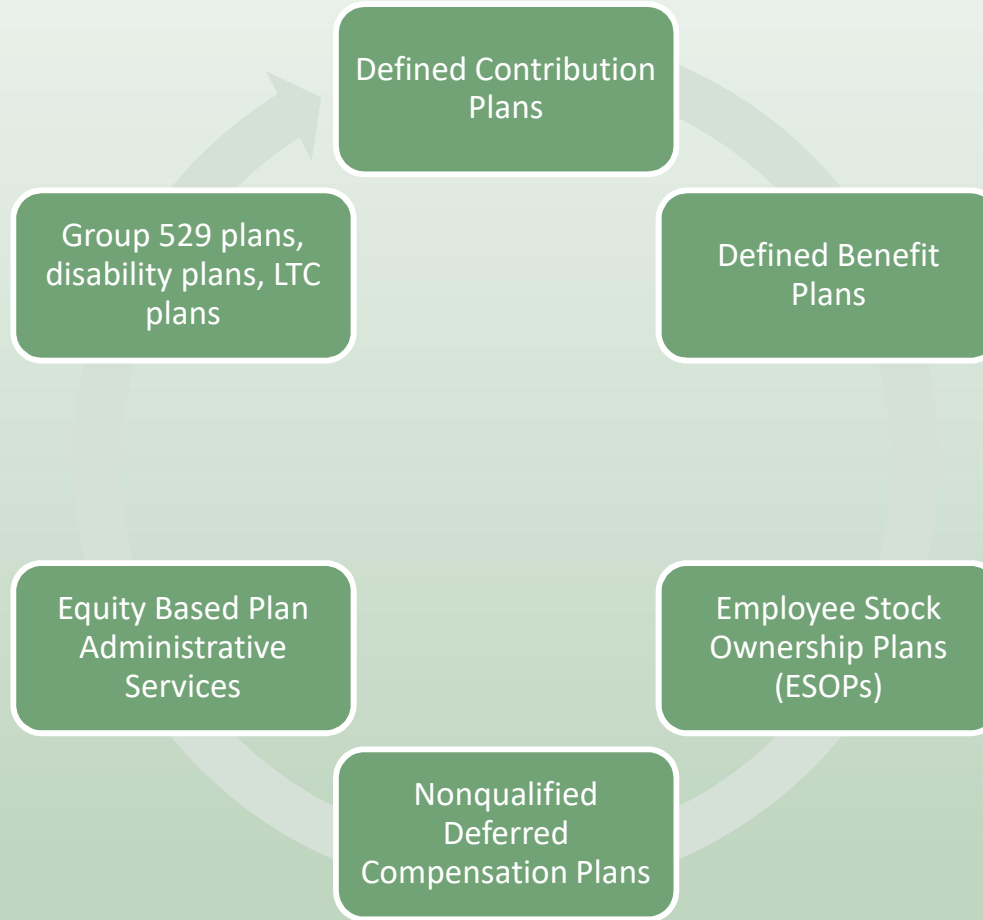 Defined Contribution
Plans
Defined Benefit
Plans
Employee Stock
Ownership Plans
(ESOPs)
Nonqualified
Deferred
Compensation Plans
Equity Based Plan
Administrative
Services
Group 529 plans,
disability plans, LTC
plans